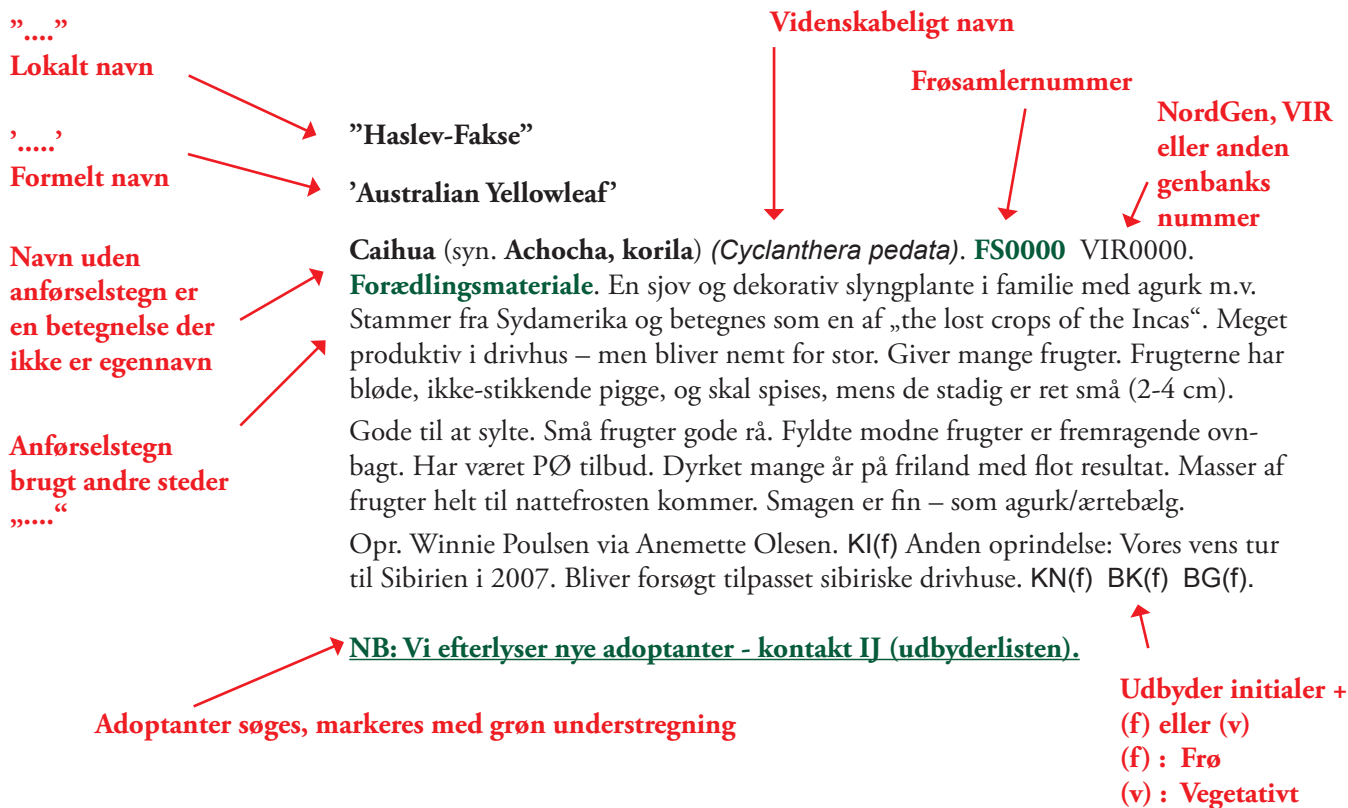 ”....”
Lokalt navn
’.....’
Formelt navn
Navn uden
anførselstegn er
en betegnelse der
ikke er egennavn
Anførselstegn
brugt andre steder
„....“
Videnskabeligt navn
Frøsamlernummer
NordGen, VIR
eller anden
genbanks
nummer
”Haslev-Fakse”
’Australian Yellowleaf’
Caihua (syn. Achocha, korila) (Cyclanthera pedata). FS0000 VIR0000.
Forædlingsmateriale. En sjov og dekorativ slyngplante i familie med agurk m.v.
Stammer fra Sydamerika og betegnes som en af „the lost crops of the Incas“. Meget
produktiv i drivhus – men bliver nemt for stor. Giver mange frugter. Frugterne har
bløde, ikke-stikkende pigge, og skal spises, mens de stadig er ret små (2-4 cm).
Gode til at sylte. Små frugter gode rå. Fyldte modne frugter er fremragende ovn-
bagt. Har været PØ tilbud. Dyrket mange år på friland med flot resultat. Masser af
frugter helt til nattefrosten kommer. Smagen er fin – som agurk/ærtebælg.
Opr. Winnie Poulsen via Anemette Olesen. KI(f) Anden oprindelse: Vores vens tur
til Sibirien i 2007. Bliver forsøgt tilpasset sibiriske drivhuse. KN(f) BK(f) BG(f).
NB: Vi efterlyser nye adoptanter - kontakt IJ (udbyderlisten).
Adoptanter søges, markeres med grøn understregning
Udbyder initialer +
(f) eller (v)
(f) : Frø
(v) : Vegetativt